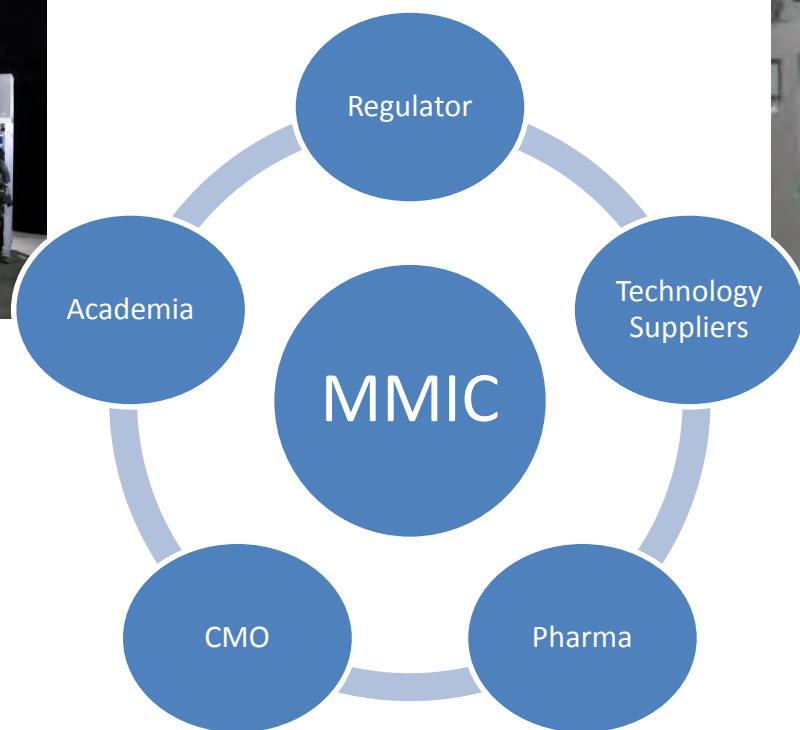 Regulator
Academia
Technology
Suppliers
MMIC
CMO
Pharma